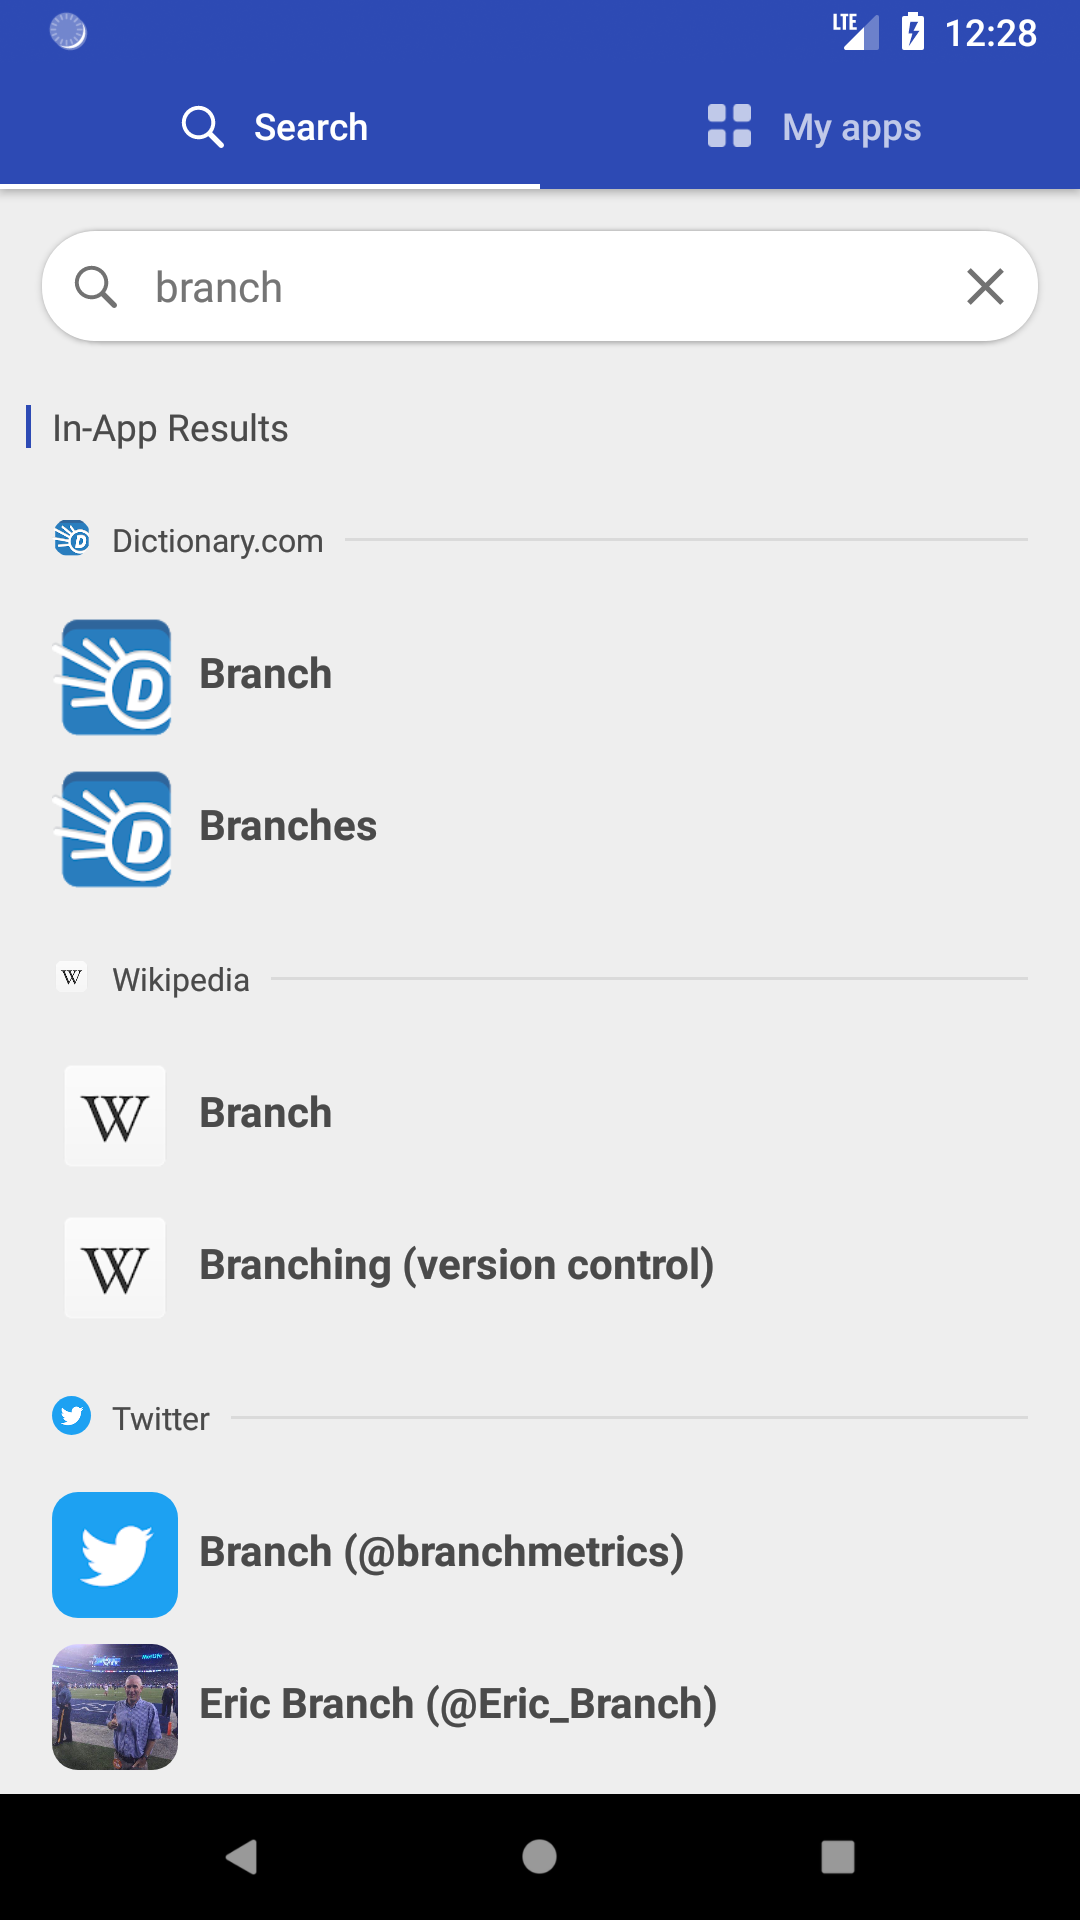 LTE 12:28
Search My apps
branch
In-App Results
Dictionary.com
Branch
Branches
W Wikipedia
W Branch
W Branching (version control)
Twitter
Branch (@branchmetrics)
Eric Branch (@Eric_Branch)